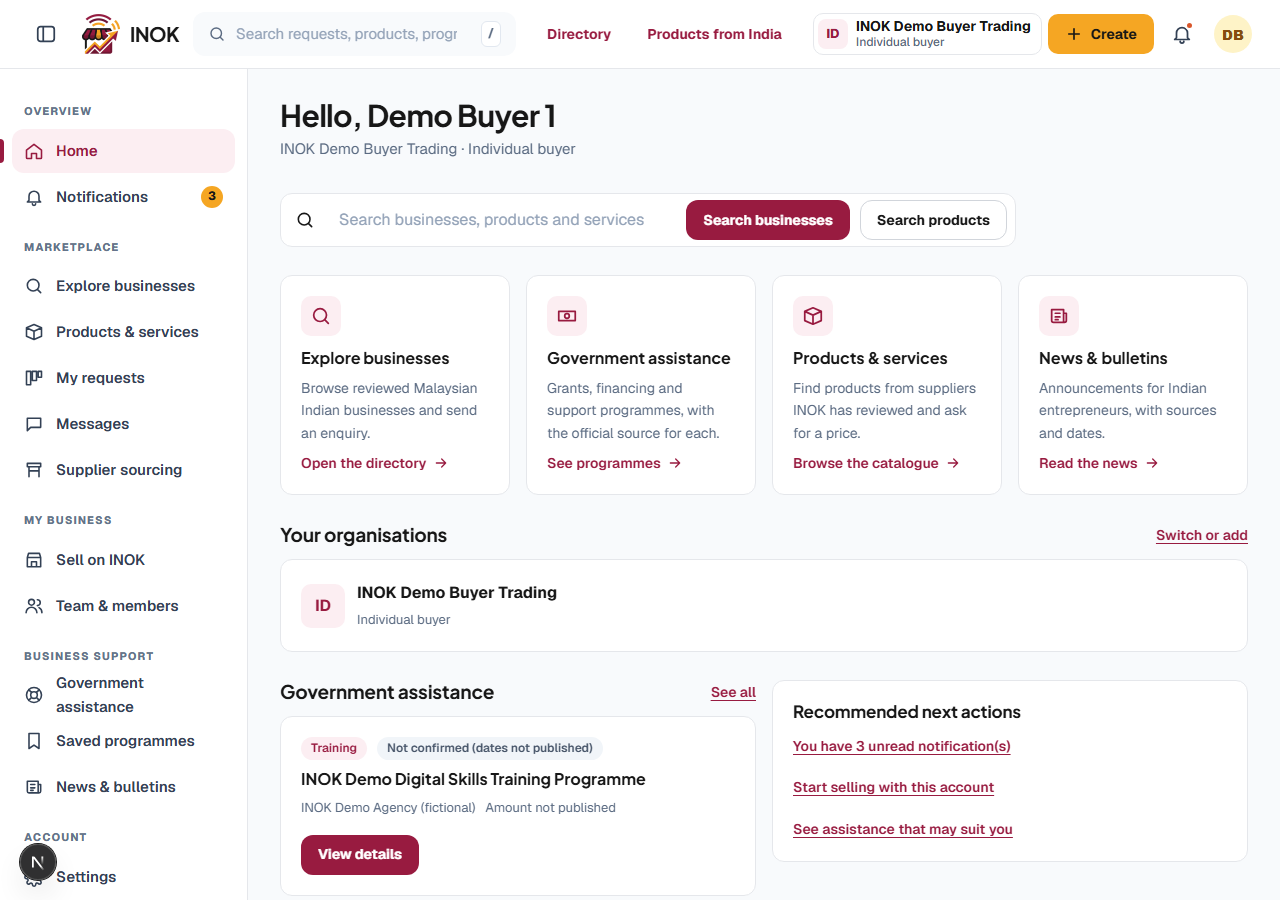 INOK
Search requests, products, progr
/
Directory
Products from India
ID
INOK Demo Buyer Trading
Individual buyer
Create
DB
OVERVIEW
Home
Notifications
3
MARKETPLACE
Explore businesses
Products & services
My requests
Messages
Supplier sourcing
MY BUSINESS
Sell on INOK
Team & members
BUSINESS SUPPORT
Government
assistance
Saved programmes
News & bulletins
ACCOUNT
N
Settings
Hello, Demo Buyer 1
INOK Demo Buyer Trading · Individual buyer
Search businesses, products and services
Search businesses
Search products
Explore businesses
Browse reviewed Malaysian
Indian businesses and send
an enquiry.
Open the directory →
Government assistance
Grants, financing and
support programmes, with
the official source for each.
See programmes →
Products & services
Find products from suppliers
INOK has reviewed and ask
for a price.
Browse the catalogue →
News & bulletins
Announcements for Indian
entrepreneurs, with sources
and dates.
Read the news →
Your organisations
Switch or add
ID
INOK Demo Buyer Trading
Individual buyer
Government assistance
See all
Training
Not confirmed (dates not published)
INOK Demo Digital Skills Training Programme
INOK Demo Agency (fictional) Amount not published
View details
Recommended next actions
You have 3 unread notification(s)
Start selling with this account
See assistance that may suit you